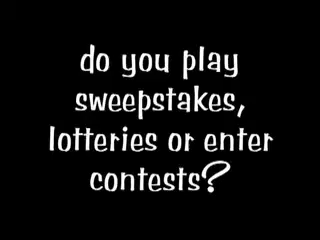 do you play
sweepstakes,
lotteries or enter
contests?